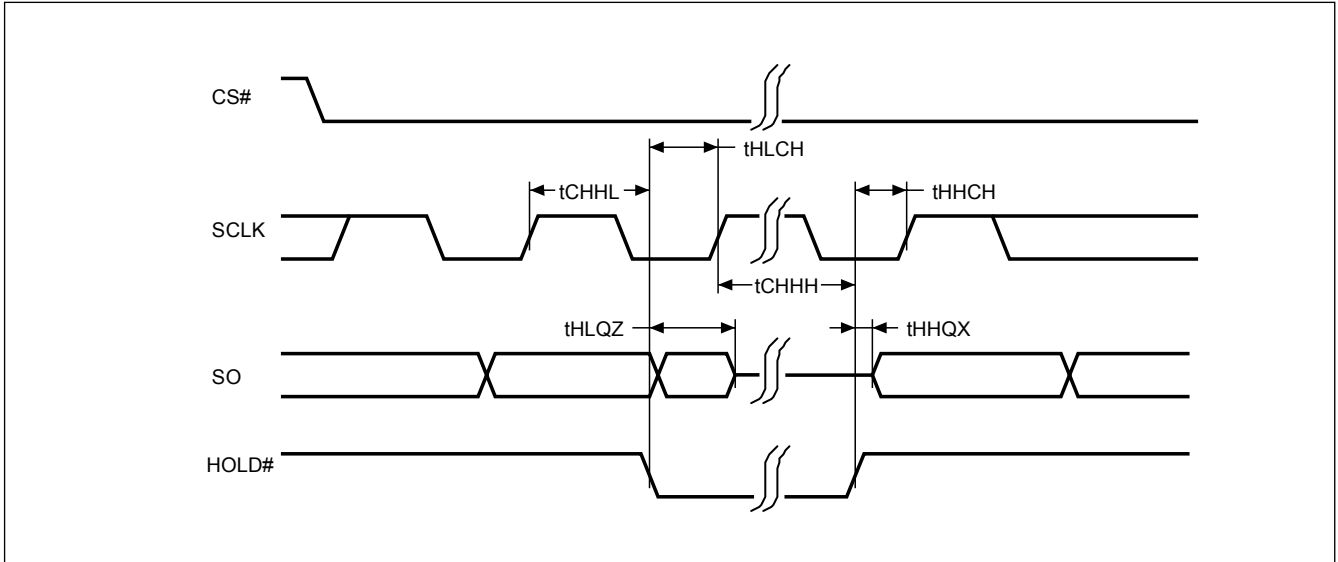 CS#
tHLCH
tCHHL
tHHCH
SCLK
tCHHH
tHLQZ
tHHQX
SO
HOLD#